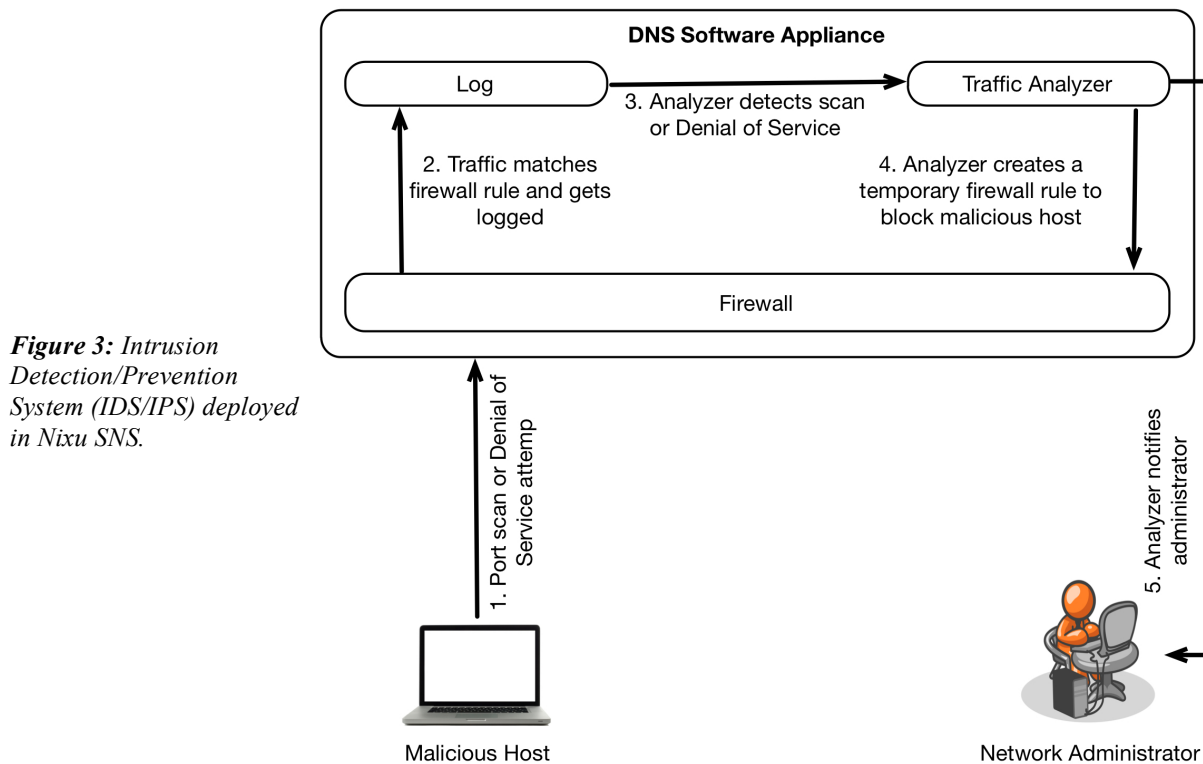 DNS Software Appliance
Log
Traffic Analyzer
3. Analyzer detects scan
or Denial of Service
2. Traffic matches
firewall rule and gets
logged
4. Analyzer creates a
temporary firewall rule to
block malicious host
Firewall
Figure 3: Intrusion
Detection/Prevention
System (IDS/IPS) deployed
in Nixu SNS.
1. Port scan or Denial of
Service attemp
5. Analyzer notifies
administrator
Malicious Host
Network Administrator